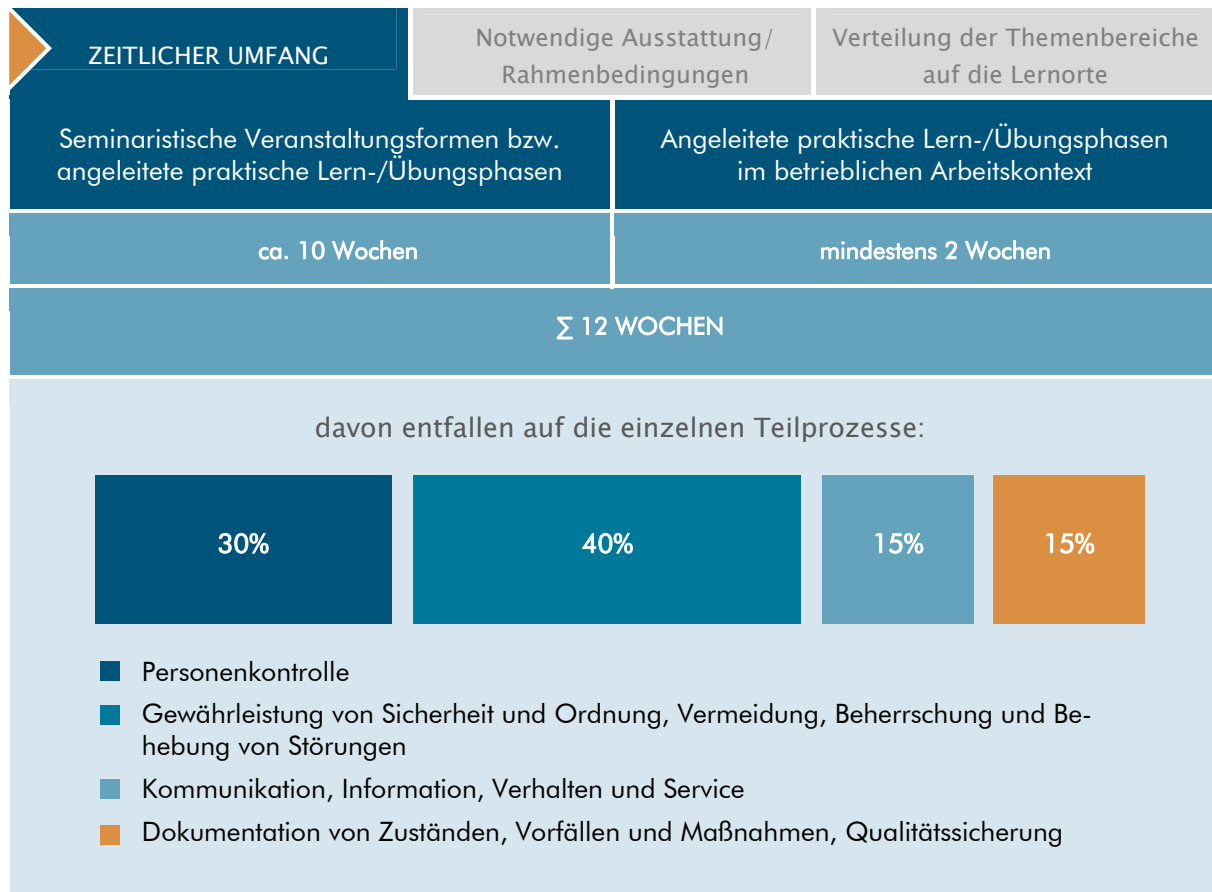 ZEITLICHER UMFANG
Notwendige Ausstattung/
Rahmenbedingungen
Verteilung der Themenbereiche
auf die Lernorte
Seminaristische Veranstaltungsformen bzw.
angeleitete praktische Lern-/Übungsphasen
Angeleitete praktische Lern-/Übungsphasen
im betrieblichen Arbeitskontext
ca. 10 Wochen
mindestens 2 Wochen
∑ 12 WOCHEN
davon entfallen auf die einzelnen Teilprozesse:
30%
40%
15%
15%
Personenkontrolle
Gewährleistung von Sicherheit und Ordnung, Vermeidung, Beherrschung und Be-
hebung von Störungen
Kommunikation, Information, Verhalten und Service
Dokumentation von Zuständen, Vorfällen und Maßnahmen, Qualitätssicherung